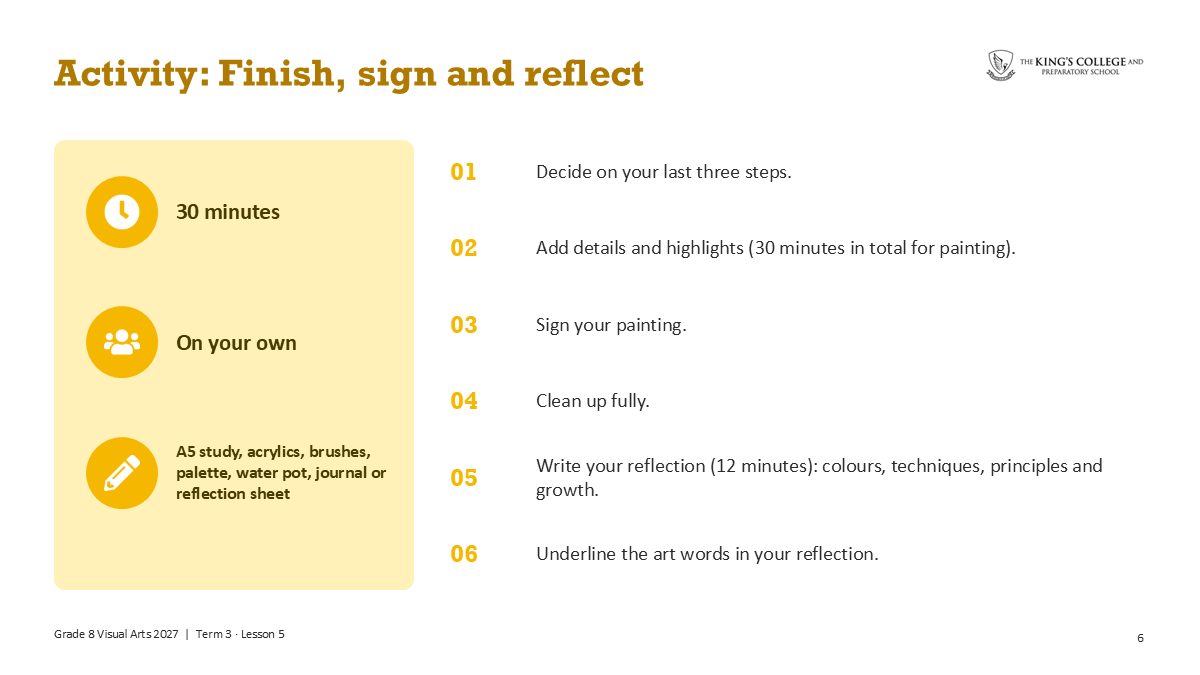 Activity: Finish, sign and reflect
THE KING'S COLLEGE AND
PREPARATORY SCHOOL
30 minutes
On your own
A5 study, acrylics, brushes,
palette, water pot, journal or
reflection sheet
01
Decide on your last three steps.
02
Add details and highlights (30 minutes in total for painting).
03
Sign your painting.
04
Clean up fully.
05
Write your reflection (12 minutes): colours, techniques, principles and
growth.
06
Underline the art words in your reflection.
Grade 8 Visual Arts 2027 | Term 3 · Lesson 5
6